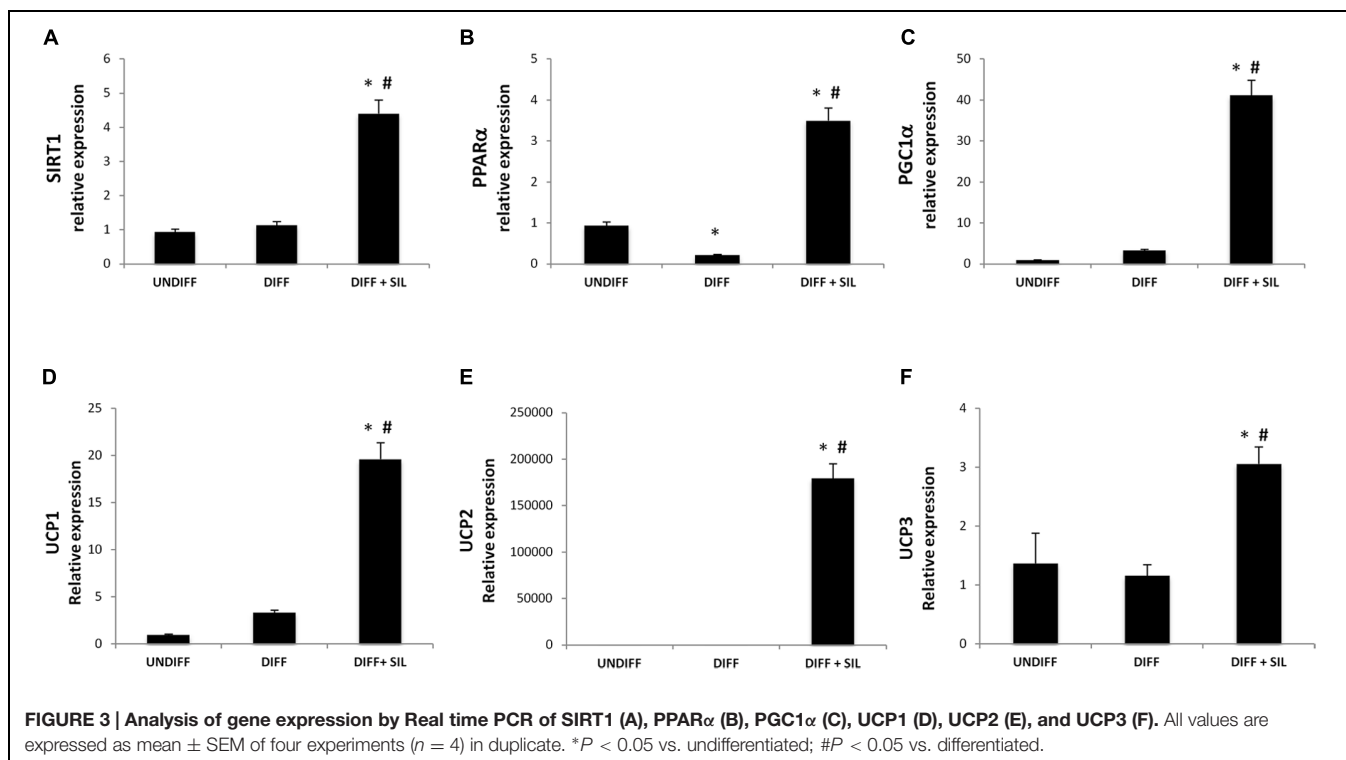 A
SIRT1
relative expression
6
5
4
3
2
1
0
* #
UNDIFF DIFF DIFF + SIL
B
PPARα
relative expression
5
4
3
2
1
0
*
* #
UNDIFF DIFF DIFF + SIL
C
PGC1α
relative expression
50
40
30
20
10
0
* #
UNDIFF DIFF DIFF + SIL
D
UCP1
Relative expression
25
20
15
10
5
0
* #
UNDIFF DIFF DIFF+ SIL
E
UCP2
Relative expression
250000
200000
150000
100000
50000
0
* #
UNDIFF DIFF DIFF + SIL
F
UCP3
Relative expression
4
3
2
1
0
* #
UNDIFF DIFF DIFF + SIL
FIGURE 3 | Analysis of gene expression by Real time PCR of SIRT1 (A), PPARα (B), PGC1α (C), UCP1 (D), UCP2 (E), and UCP3 (F). All values are
expressed as mean ± SEM of four experiments (n = 4) in duplicate. *P < 0.05 vs. undifferentiated; #P < 0.05 vs. differentiated.